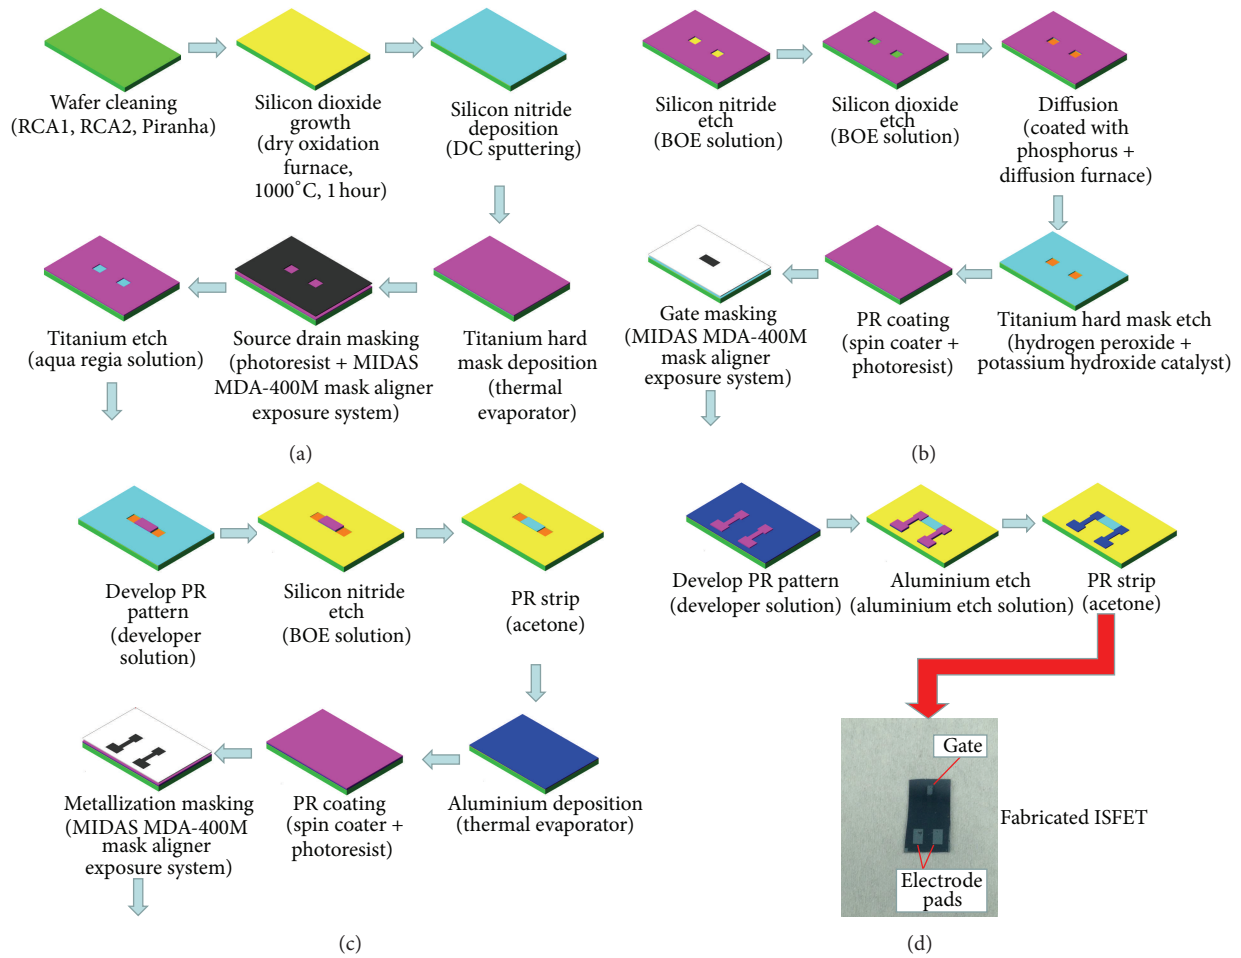 Wafer cleaning
(RCA1, RCA2, Piranha)
Silicon dioxide
growth
(dry oxidation
furnace,
1000°C, 1 hour)
Silicon nitride
deposition
(DC sputtering)
Titanium hard
mask deposition
(thermal
evaporator)
Source drain masking
(photoresist + MIDAS
MDA-400M mask aligner
exposure system)
Titanium etch
(aqua regia solution)
(a)
Silicon nitride
etch
(BOE solution)
Silicon dioxide
etch
(BOE solution)
Diffusion
(coated with
phosphorus +
diffusion furnace)
Titanium hard mask etch
(hydrogen peroxide +
potassium hydroxide catalyst)
PR coating
(spin coater +
photoresist)
Gate masking
(MIDAS MDA-400M
mask aligner
exposure system)
(b)
Develop PR
pattern
(developer
solution)
Silicon nitride
etch
(BOE solution)
PR strip
(acetone)
Aluminium deposition
(thermal evaporator)
PR coating
(spin coater +
photoresist)
Metallization masking
(MIDAS MDA-400M
mask aligner
exposure system)
(c)
Develop PR pattern
(developer solution)
Aluminium etch
(aluminium etch solution)
PR strip
(acetone)
Gate
Fabricated ISFET
Electrode
pads
(d)